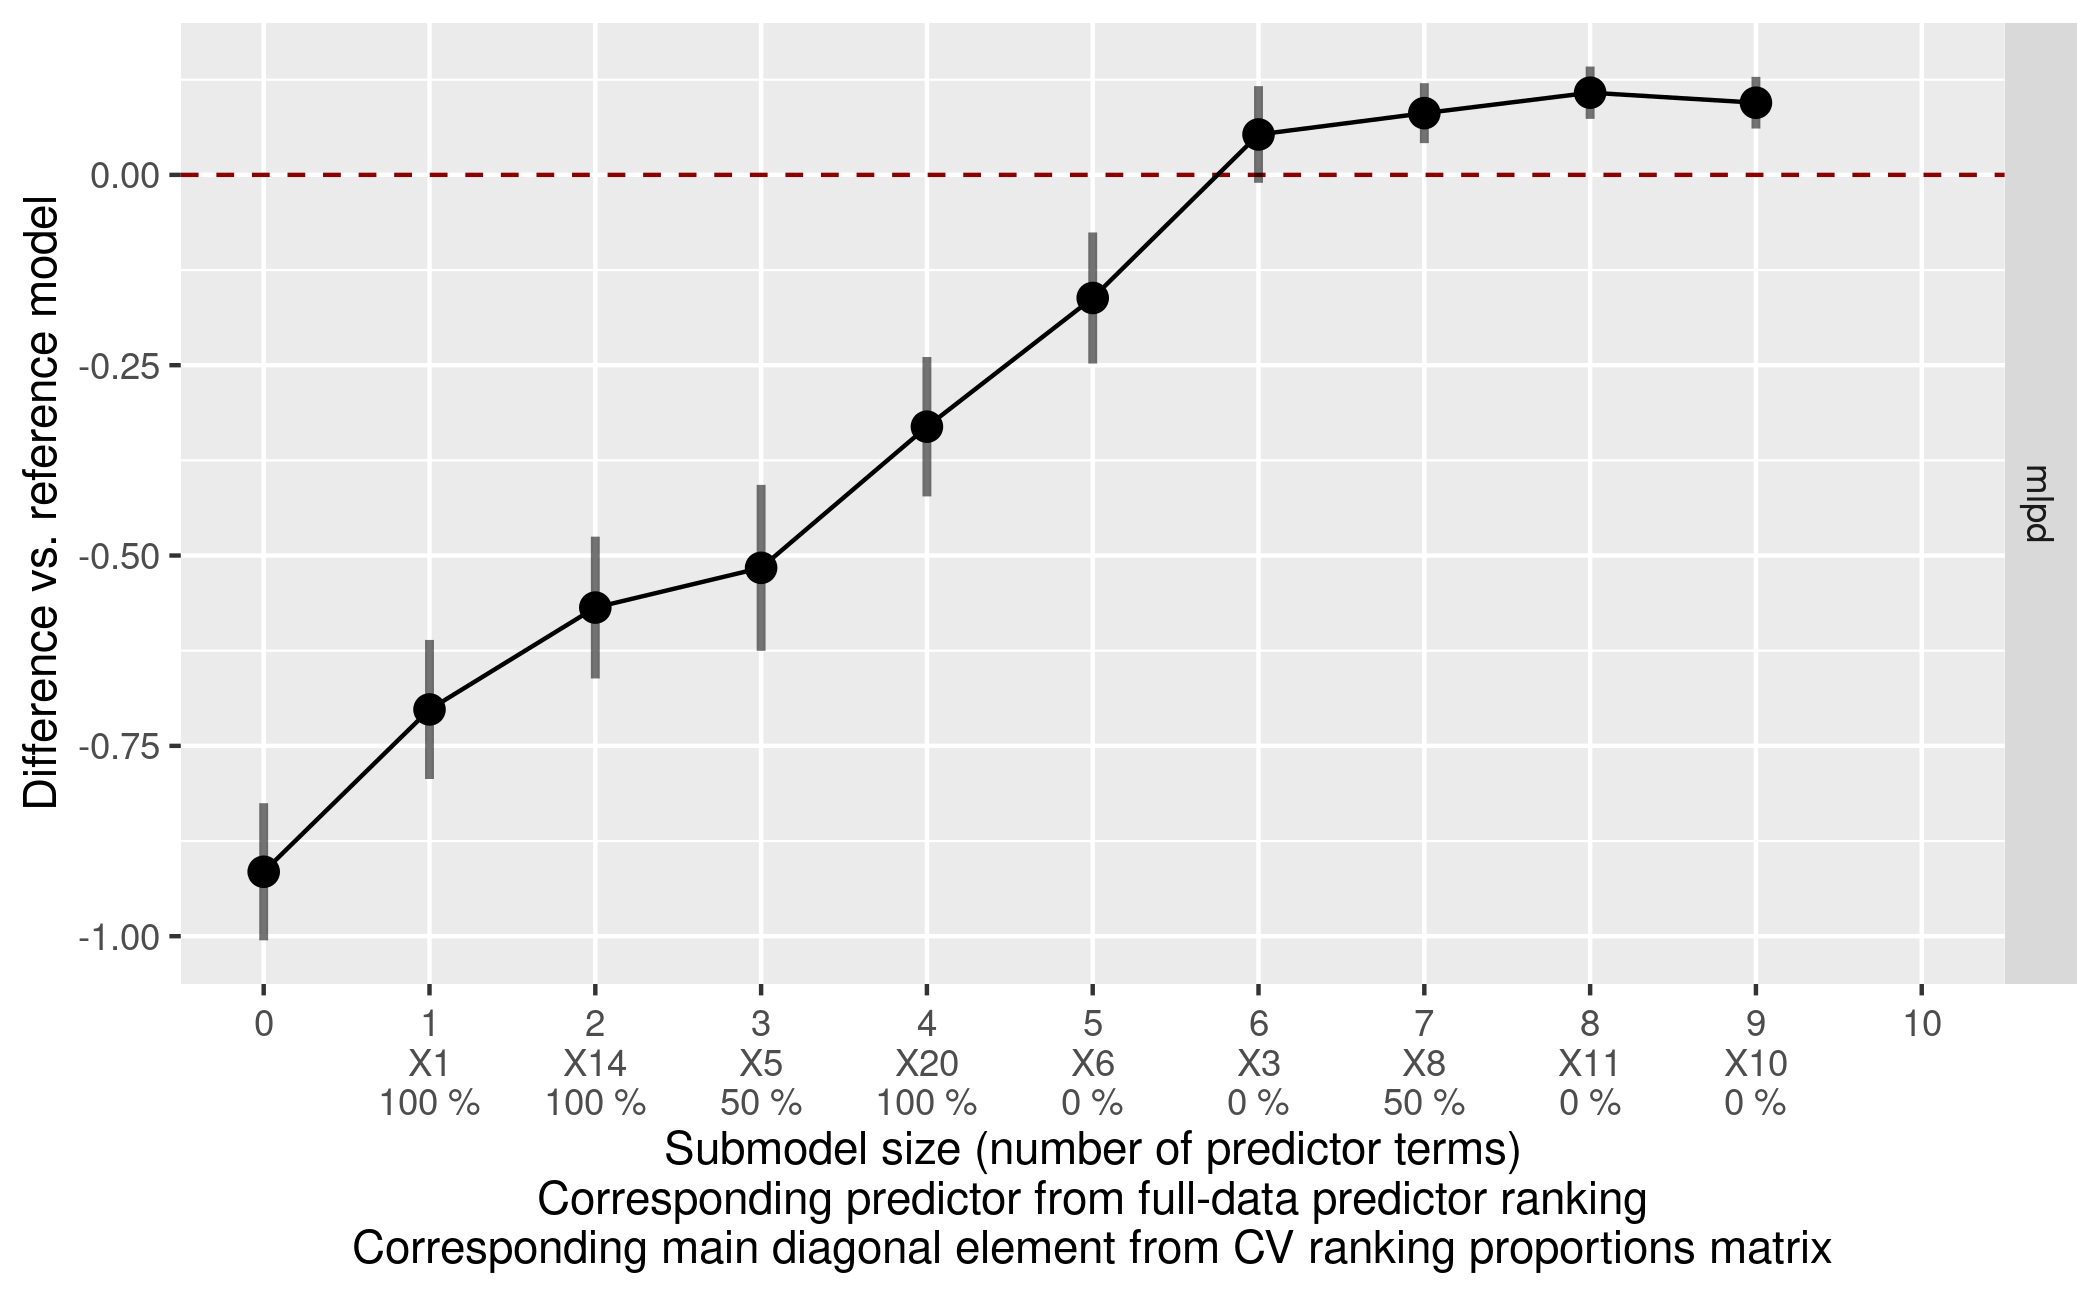 Difference vs. reference model
0.00
-0.25
-0.50
-0.75
-1.00
mlpd
0 1 2 3 4 5 6 7 8 9 10
X1 X14 X5 X20 X6 X3 X8 X11 X10
100 % 100 % 50 % 100 % 0 % 0 % 50 % 0 % 0 %
Submodel size (number of predictor terms)
Corresponding predictor from full-data predictor ranking
Corresponding main diagonal element from CV ranking proportions matrix